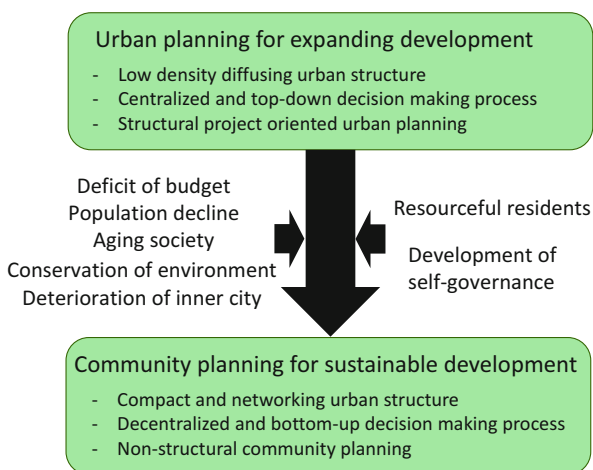 Urban planning for expanding development
- Low density diffusing urban structure
- Centralized and top-down decision making process
- Structural project oriented urban planning
Deficit of budget
Population decline
Aging society
Conservation of environment
Deterioration of inner city
Resourceful residents
Development of
self-governance
Community planning for sustainable development
- Compact and networking urban structure
- Decentralized and bottom-up decision making process
- Non-structural community planning